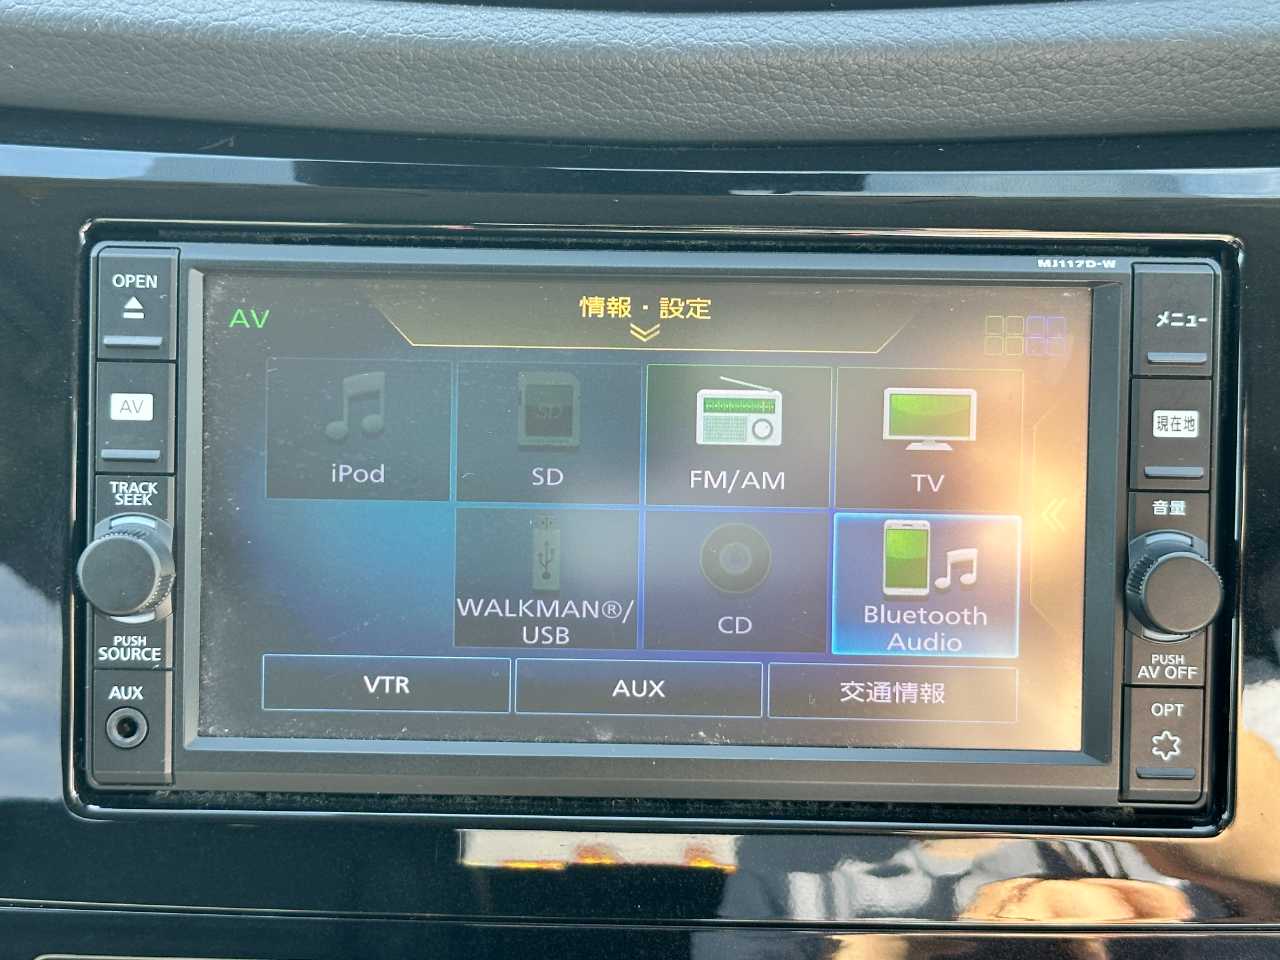 MJ117D-W
OPEN
AV
TRACK
SEEK
PUSH
SOURCE
AUX
AV
情報・設定
iPod
SD
SD
FM/AM
TV
WALKMAN®/
USB
CD
Bluetooth
Audio
VTR
AUX
交通情報
メニュー
現在地
音量
PUSH
AV OFF
OPT